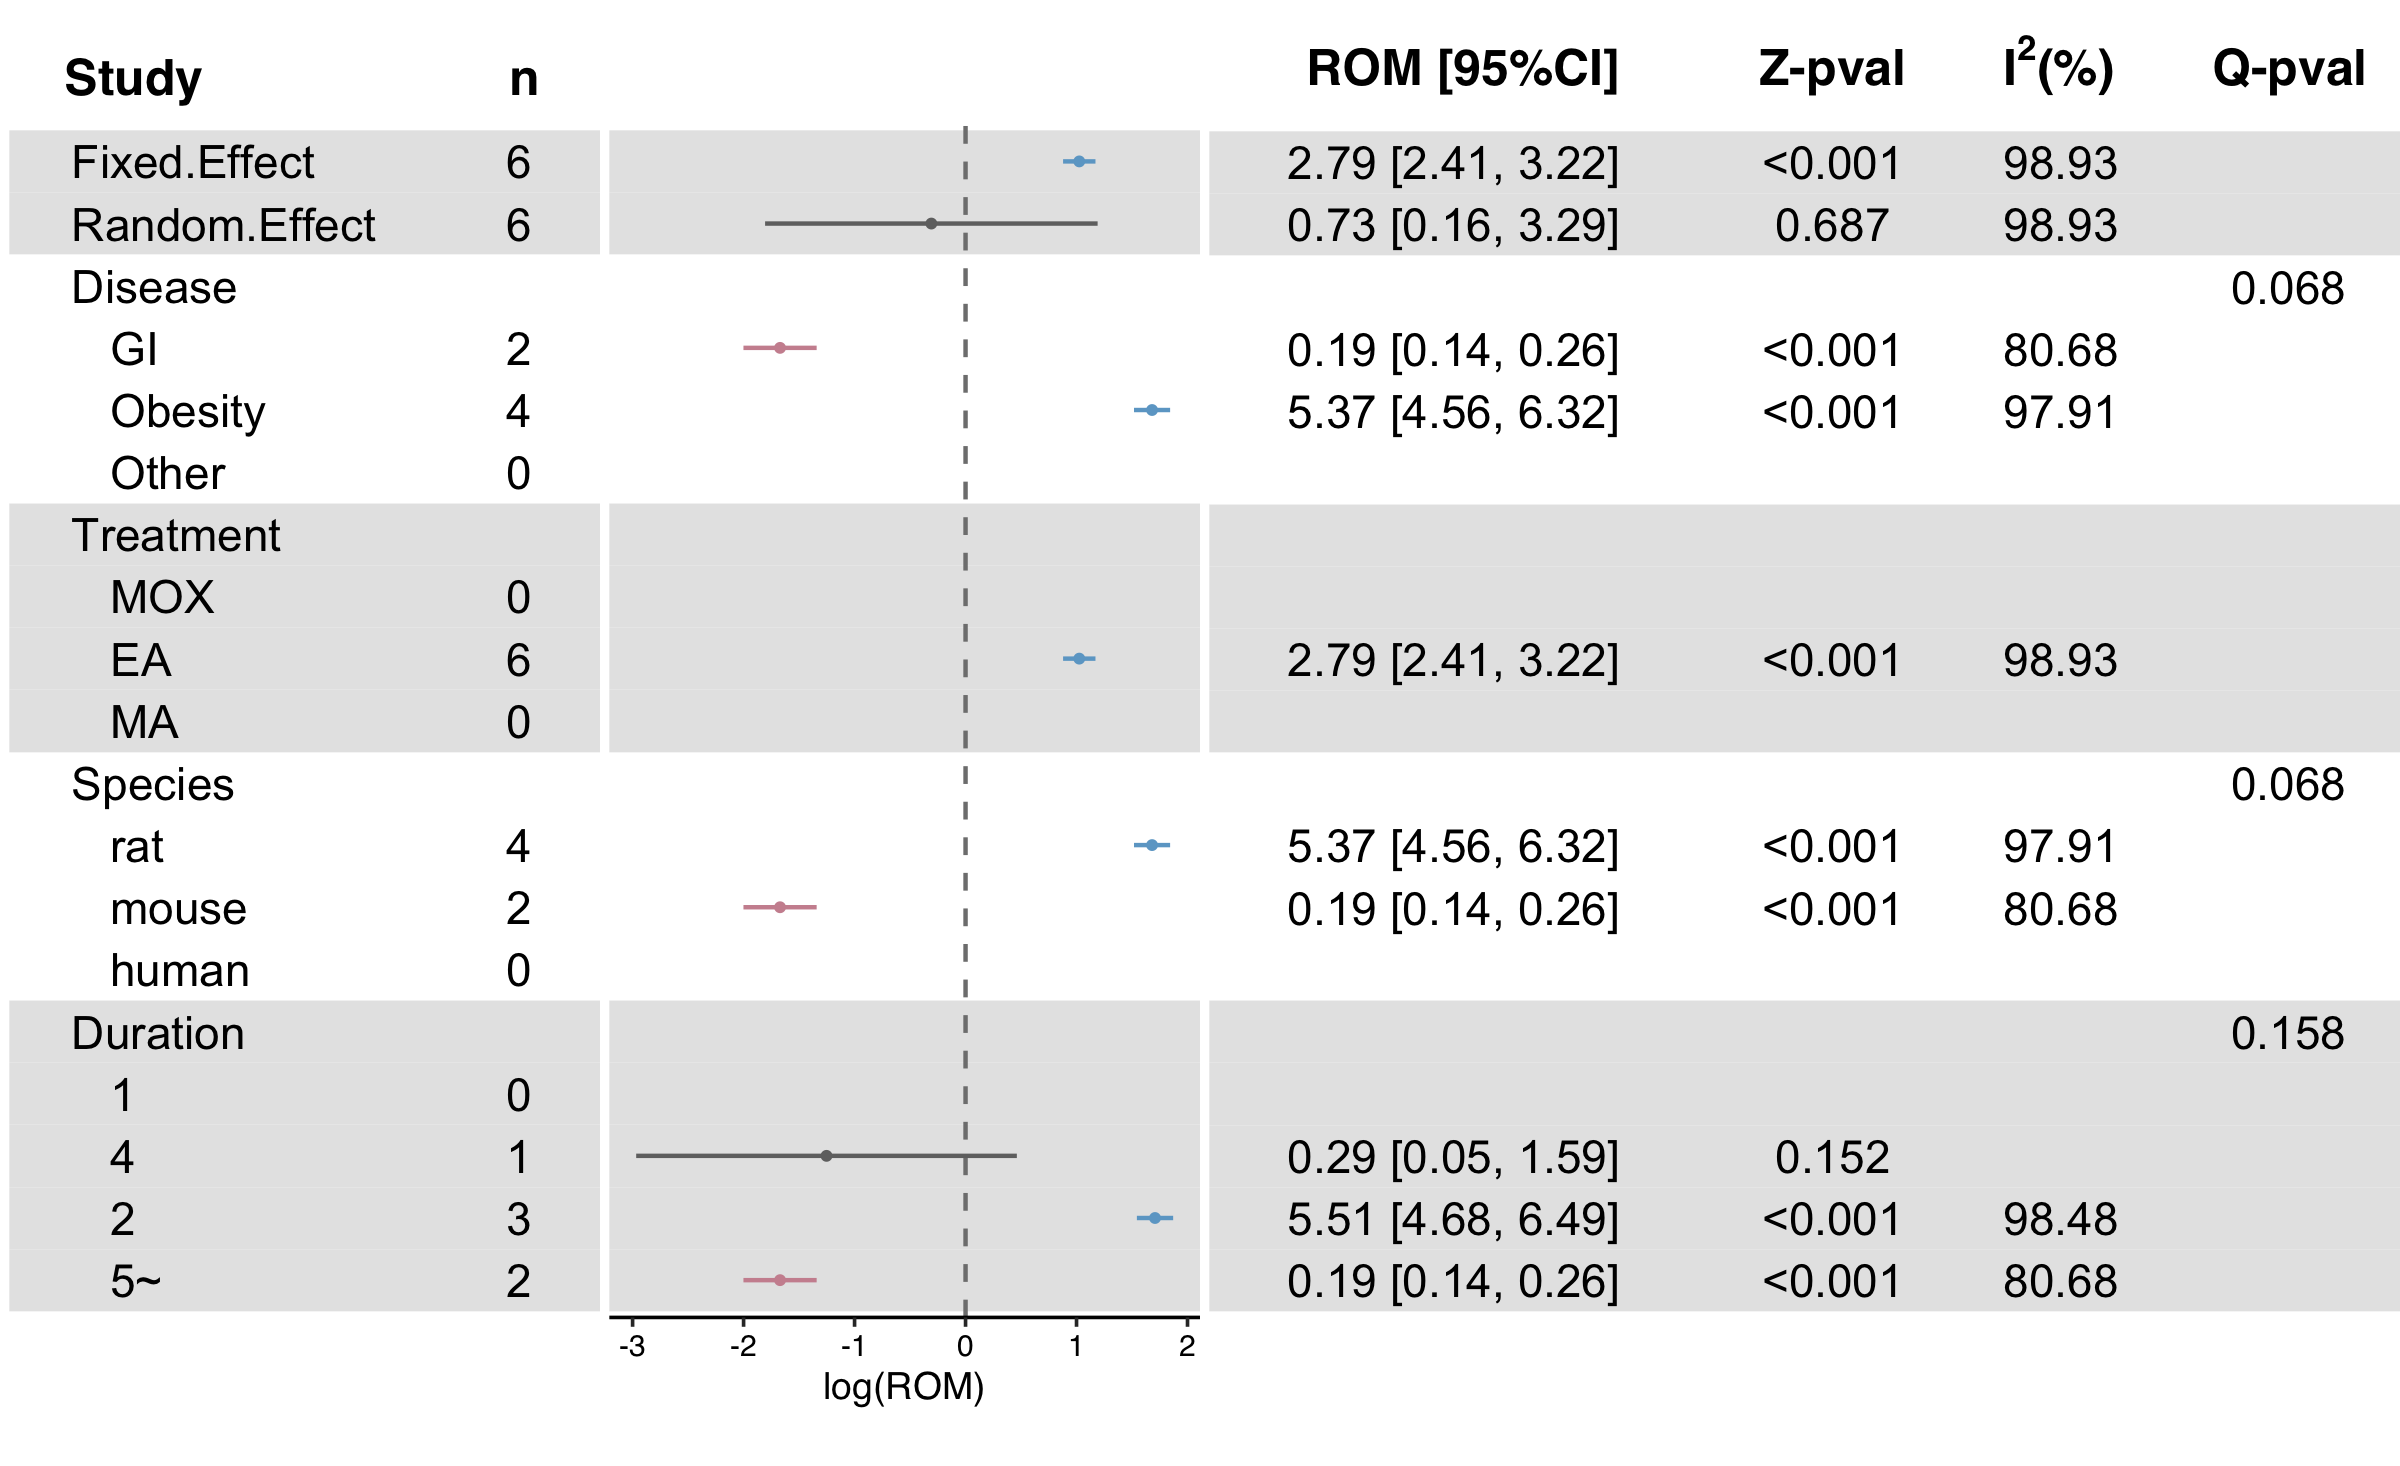 Study n ROM [95%CI] Z-pval I²(%) Q-pval
Fixed.Effect 6 2.79 [2.41, 3.22] <0.001 98.93
Random.Effect 6 0.73 [0.16, 3.29] 0.687 98.93
Disease 0.068
GI 2 0.19 [0.14, 0.26] <0.001 80.68
Obesity 4 5.37 [4.56, 6.32] <0.001 97.91
Other 0
Treatment
MOX 0
EA 6 2.79 [2.41, 3.22] <0.001 98.93
MA 0
Species 0.068
rat 4 5.37 [4.56, 6.32] <0.001 97.91
mouse 2 0.19 [0.14, 0.26] <0.001 80.68
human 0
Duration 0.158
1 0
4 1 0.29 [0.05, 1.59] 0.152
2 3 5.51 [4.68, 6.49] <0.001 98.48
5~ 2 0.19 [0.14, 0.26] <0.001 80.68
-3 -2 -1 0 1 2
log(ROM)